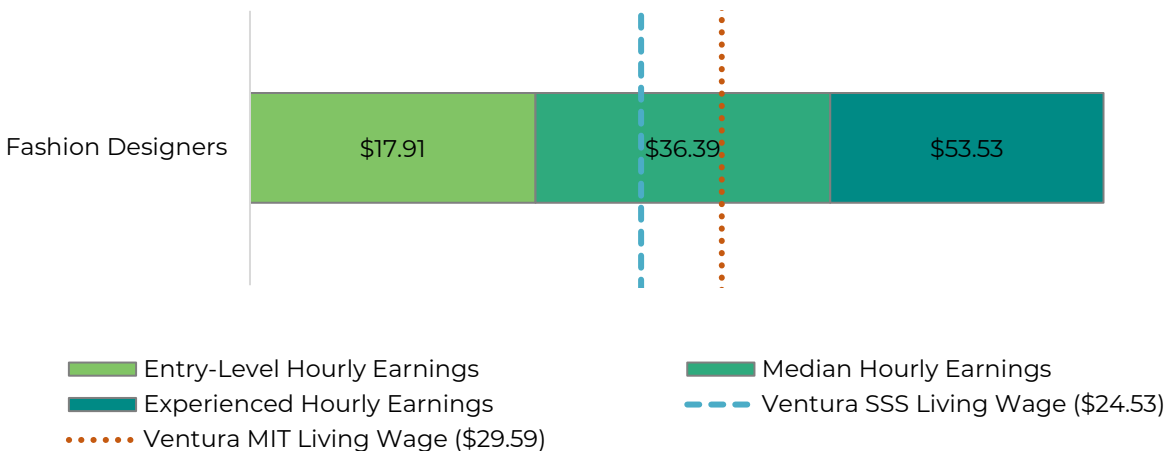 Fashion Designers
$17.91
$36.39
$53.53
Entry-Level Hourly Earnings
Median Hourly Earnings
Experienced Hourly Earnings
Ventura SSS Living Wage ($24.53)
Ventura MIT Living Wage ($29.59)